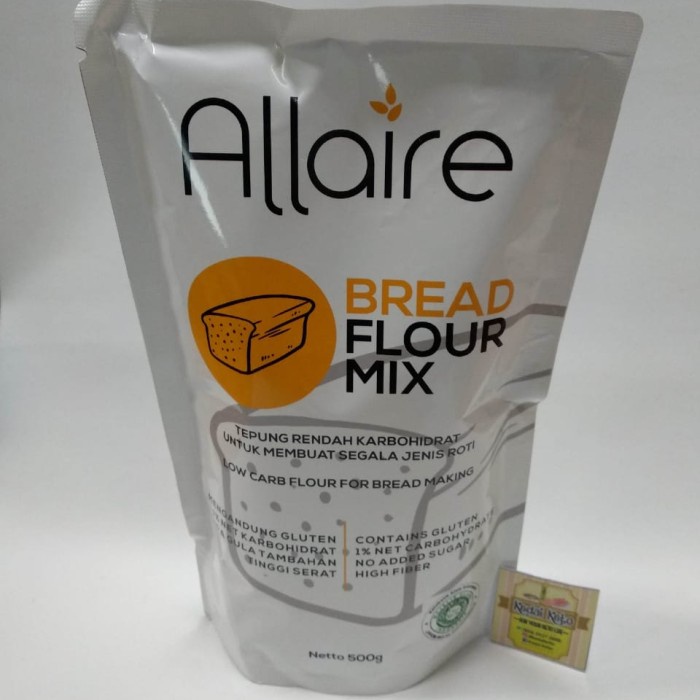 Allaire
BREAD
FLOUR
MIX
TEPUNG RENDAH KARBOHIDRAT
UNTUK MEMBUAT SEGALA JENIS ROTI
LOW CARB FLOUR FOR BREAD MAKING
MENGANDUNG GLUTEN
NET KARBOHIDRAT
GULA TAMBAHAN
TINGGI SERAT
CONTAINS GLUTEN
1% NET CARBOHYDRATE
NO ADDED SUGAR
HIGH FIBER
Netto 500g
Kedai Keto